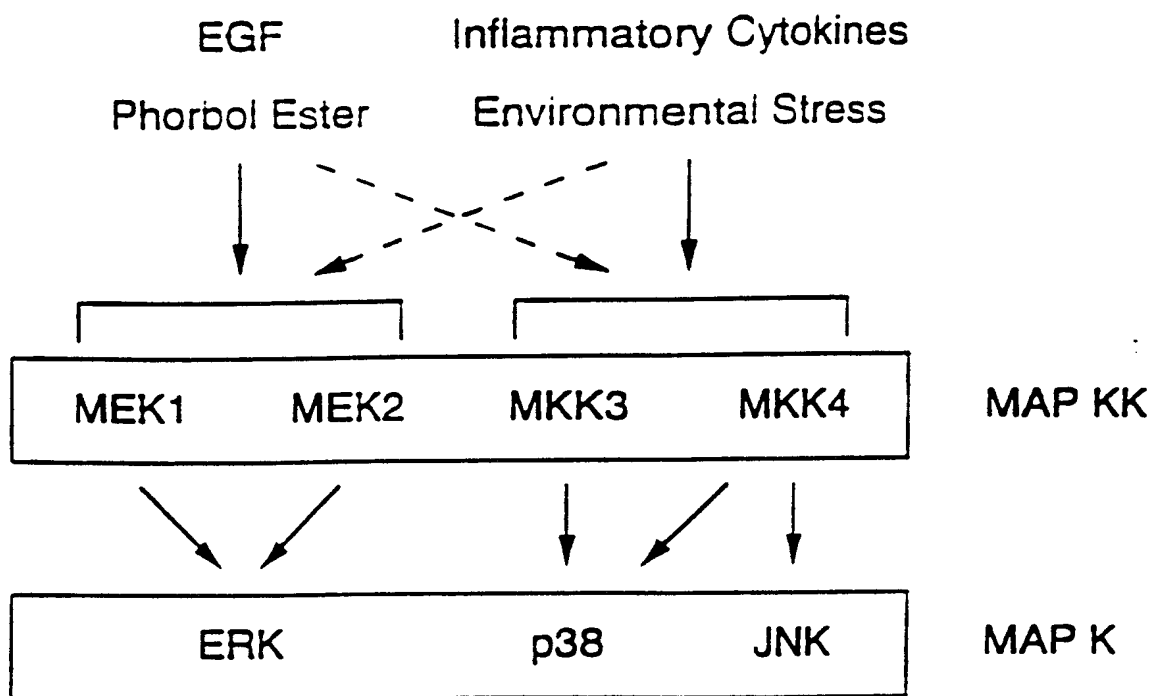 EGF Inflammatory Cytokines
Phorbol Ester Environmental Stress
MEK1 MEK2 MKK3 MKK4 MAP KK
ERK p38 JNK MAP K